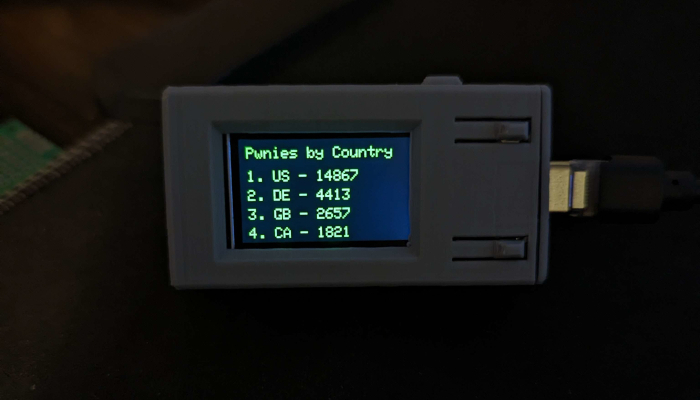 Pwnies by Country
1. US - 14867
2. DE - 4413
3. GB - 2657
4. CA - 1821